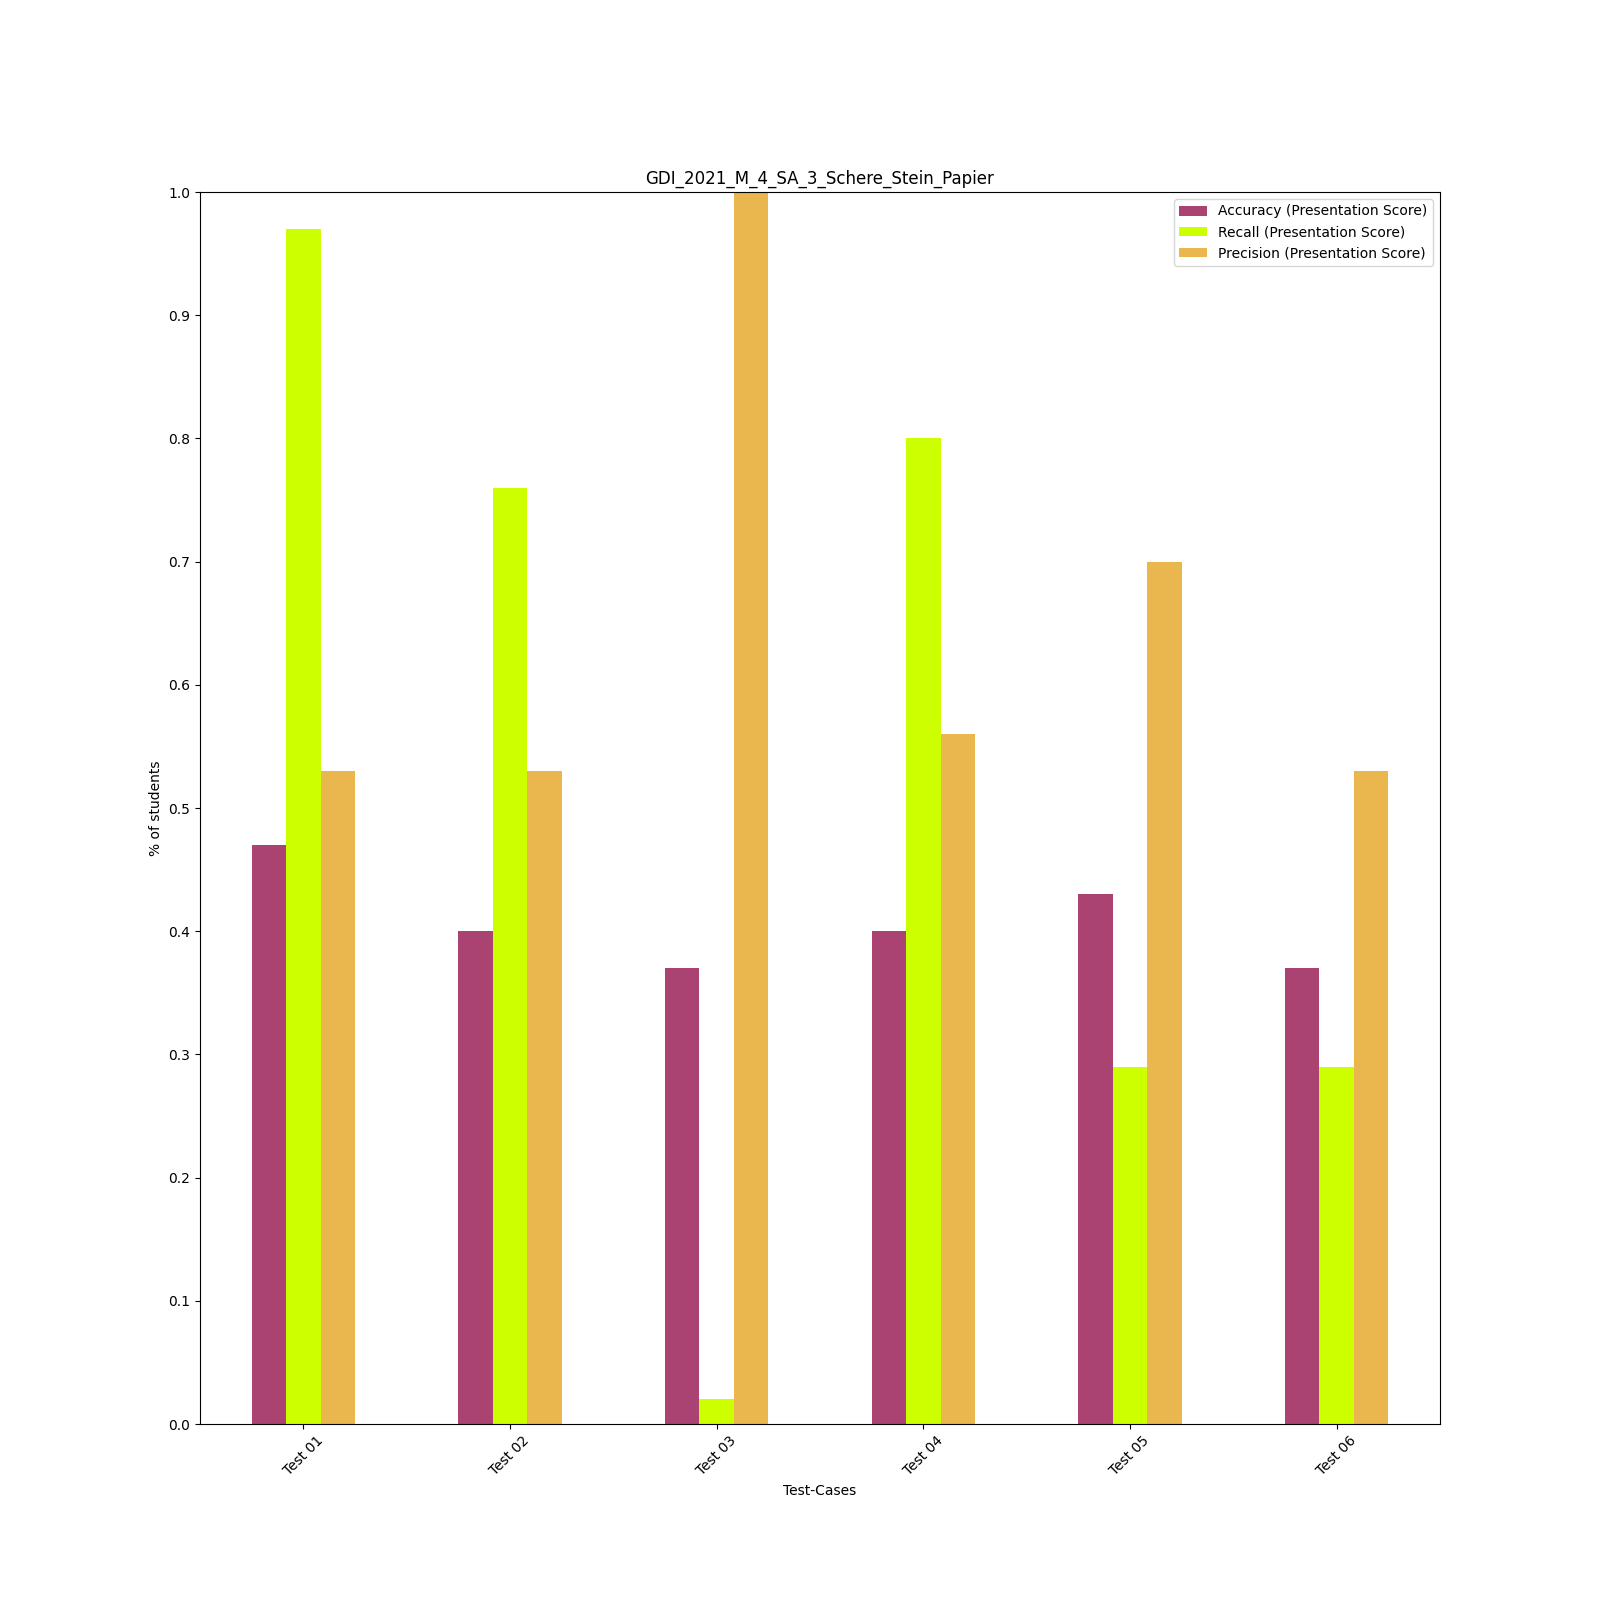 GDI_2021_M_4_SA_3_Schere_Stein_Papier
Accuracy (Presentation Score)
Recall (Presentation Score)
Precision (Presentation Score)
% of students
1.0
0.9
0.8
0.7
0.6
0.5
0.4
0.3
0.2
0.1
0.0
Test 01
Test 02
Test 03
Test 04
Test 05
Test 06
Test-Cases